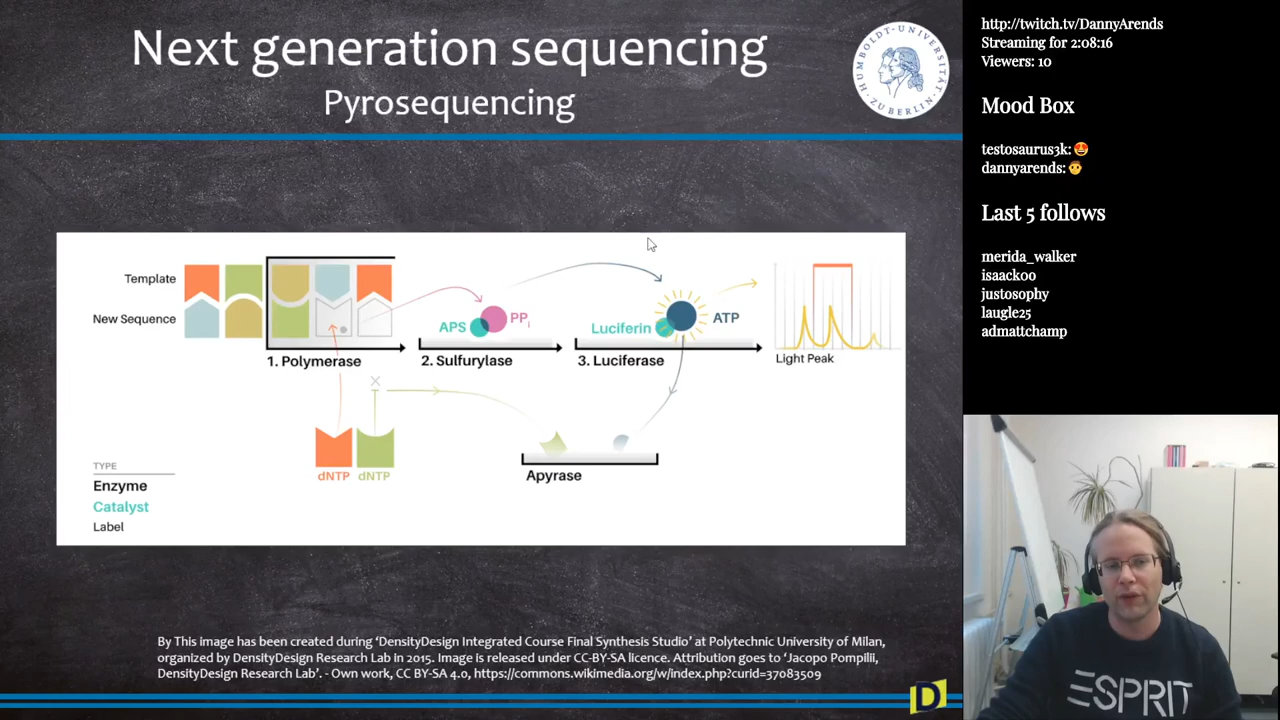 Next generation sequencing
Pyrosequencing
HUMBOLDT-UNIVERSITÄT
ZU BERLIN
Template
New Sequence
APS
PPi
Luciferin
ATP
1. Polymerase
2. Sulfurylase
3. Luciferase
Light Peak
X
dNTP
dNTP
Apyrase
TYPE
Enzyme
Catalyst
Label
By This image has been created during 'DensityDesign Integrated Course Final Synthesis Studio' at Polytechnic University of Milan,
organized by DensityDesign Research Lab in 2015. Image is released under CC-BY-SA licence. Attribution goes to 'Jacopo Pompilii,
DensityDesign Research Lab'. - Own work, CC BY-SA 4.0, https://commons.wikimedia.org/w/index.php?curid=37083509
D
http://twitch.tv/DannyArends
Streaming for 2:08:16
Viewers: 10
Mood Box
testosaurus3k: 😍
dannyarends: 👨
Last 5 follows
merida_walker
isaackoo
justosophy
laugle25
admattchamp
ESPRIT